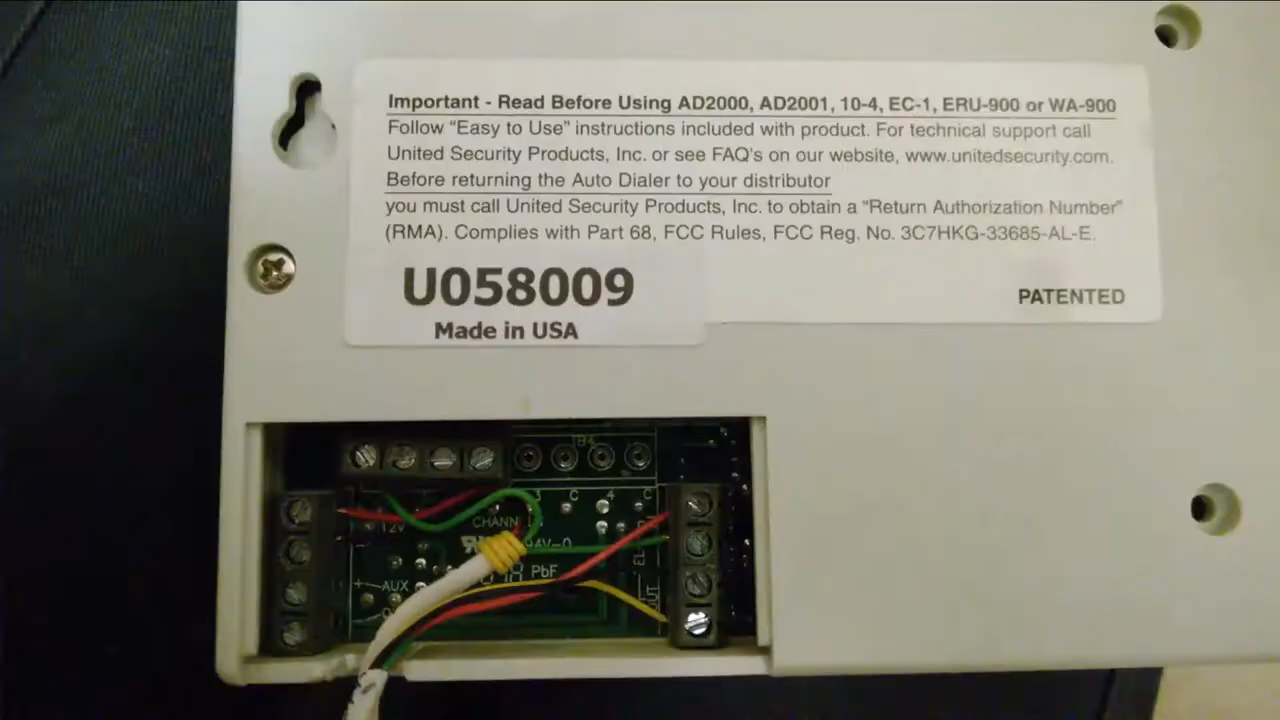 Important - Read Before Using AD2000, AD2001, 10-4, EC-1, ERU-900 or WA-900
Follow "Easy to Use" instructions included with product. For technical support call
United Security Products, Inc. or see FAQ's on our website, www.unitedsecurity.com.
Before returning the Auto Dialer to your distributor
you must call United Security Products, Inc. to obtain a "Return Authorization Number"
(RMA). Complies with Part 68, FCC Rules, FCC Reg. No. 3C7HKG-33685-AL-E.
U058009
PATENTED
Made in USA
TB4
3 C 4 C
12V
CHANN
94V-0
PbF
+ AUX
OUT